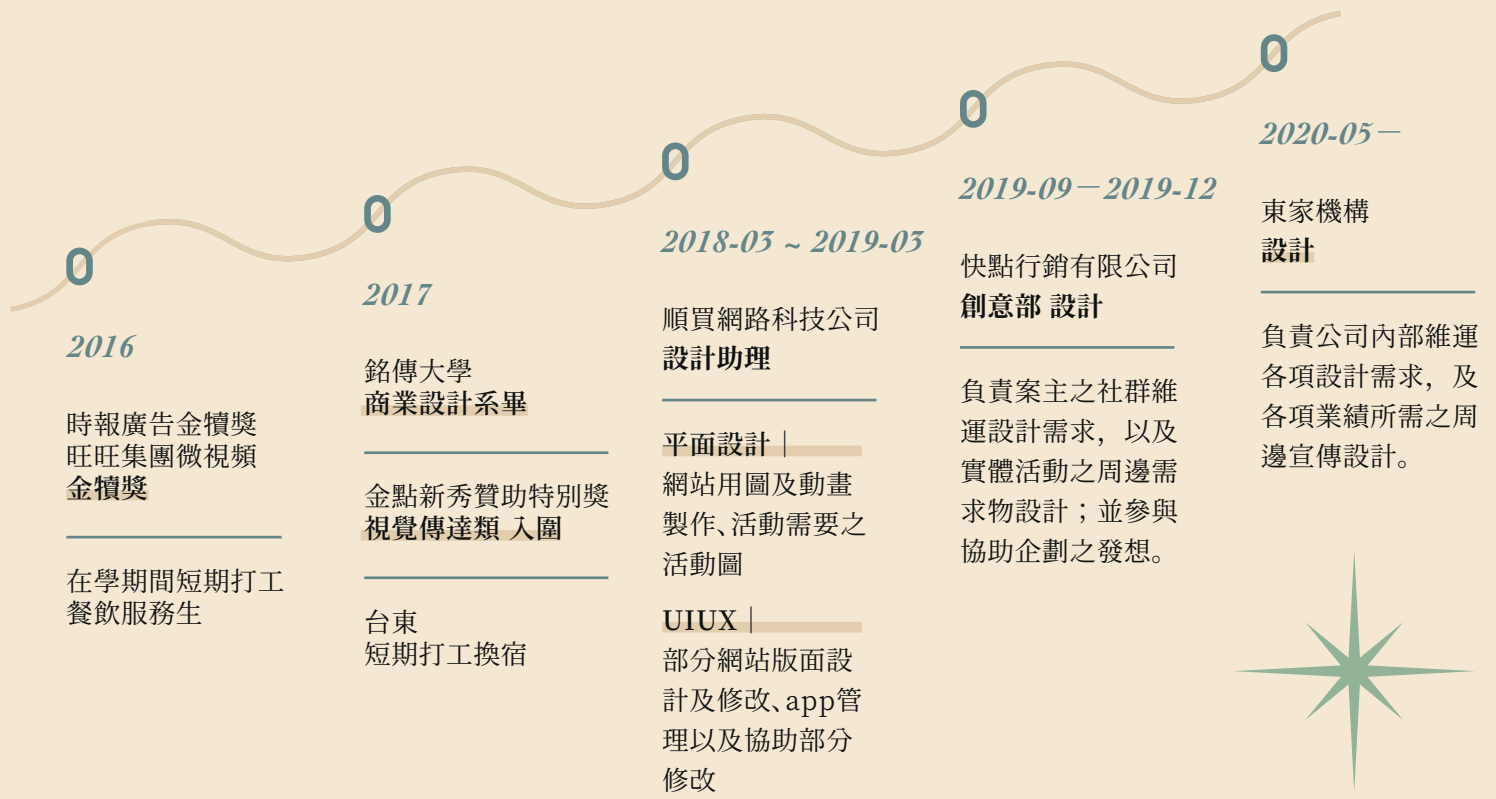 2016
時報廣告金犢獎
旺旺集團微視頻
金犢獎
在學期間短期打工
餐飲服務生
2017
銘傳大學
商業設計系畢
金點新秀贊助特別獎
視覺傳達類 入圍
台東
短期打工換宿
2018-03 ~ 2019-03
順買網路科技公司
設計助理
平面設計｜
網站用圖及動畫
製作、活動需要之
活動圖
UIUX｜
部分網站版面設
計及修改、app管
理以及協助部分
修改
2019-09－2019-12
快點行銷有限公司
創意部 設計
負責案主之社群維
運設計需求，以及
實體活動之周邊需
求物設計；並參與
協助企劃之發想。
2020-05－
東家機構
設計
負責公司內部維運
各項設計需求，及
各項業績所需之周
邊宣傳設計。